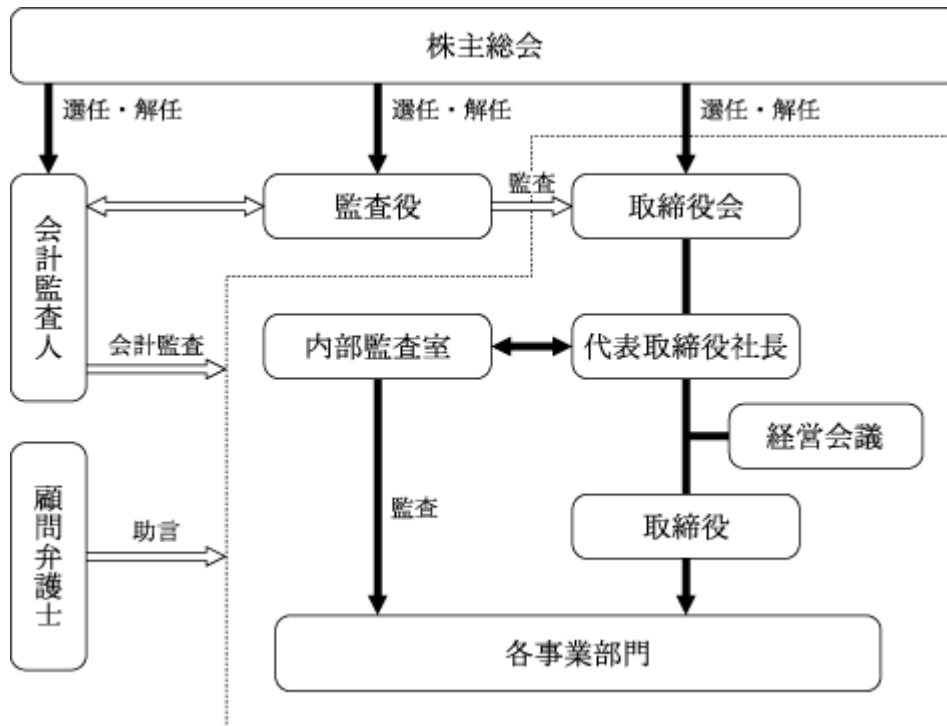 株主総会
選任・解任
選任・解任
選任・解任
会計監査人
監査役
監査
取締役会
会計監査
内部監査室
代表取締役社長
経営会議
顧問弁護士
助言
監査
取締役
各事業部門